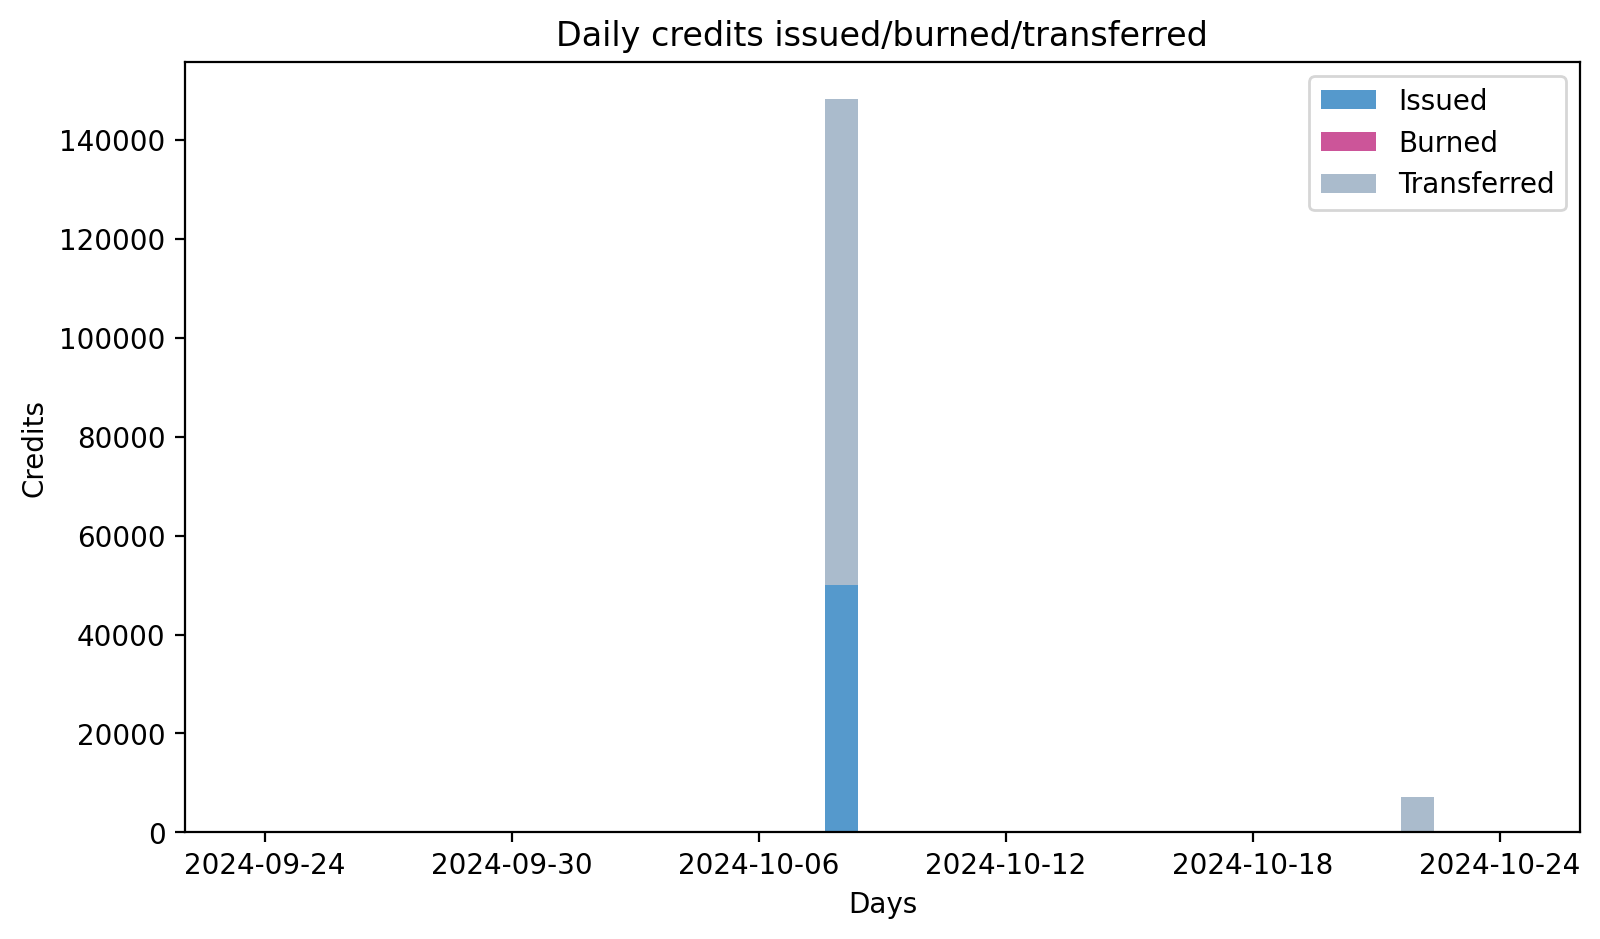 Daily credits issued/burned/transferred
Issued
Burned
Transferred
140000
120000
100000
80000
60000
40000
20000
0
Credits
2024-09-24
2024-09-30
2024-10-06
2024-10-12
2024-10-18
2024-10-24
Days